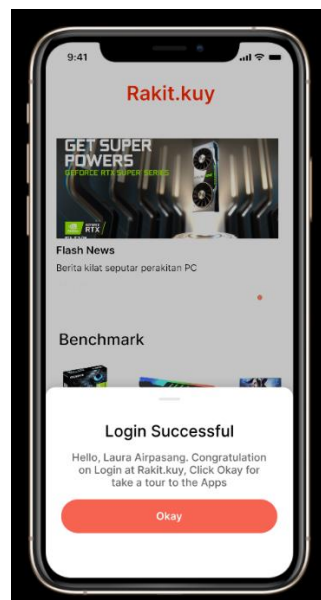 9:41
Rakit.kuy
GET SUPER
POWERS
GEFORCE RTX SUPER SERIES
RTX
Flash News
Berita kilat seputar perakitan PC
Benchmark
Login Successful
Hello, Laura Airpasang. Congratulation
on Login at Rakit.kuy, Click Okay for
take a tour to the Apps
Okay